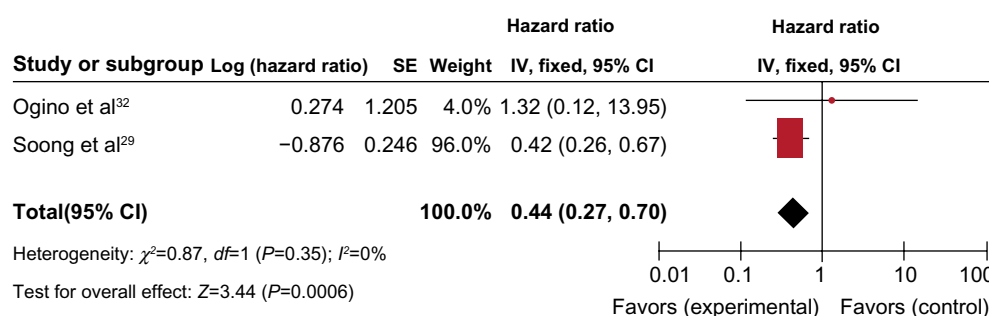 Hazard ratio Hazard ratio
Study or subgroup Log (hazard ratio) SE Weight IV, fixed, 95% CI IV, fixed, 95% CI
Ogino et al³² 0.274 1.205 4.0% 1.32 (0.12, 13.95)
Soong et al²⁹ −0.876 0.246 96.0% 0.42 (0.26, 0.67)
Total(95% CI) 100.0% 0.44 (0.27, 0.70)
Heterogeneity: χ²=0.87, df=1 (P=0.35); I²=0%
Test for overall effect: Z=3.44 (P=0.0006)
0.01 0.1 1 10 100
Favors (experimental) Favors (control)